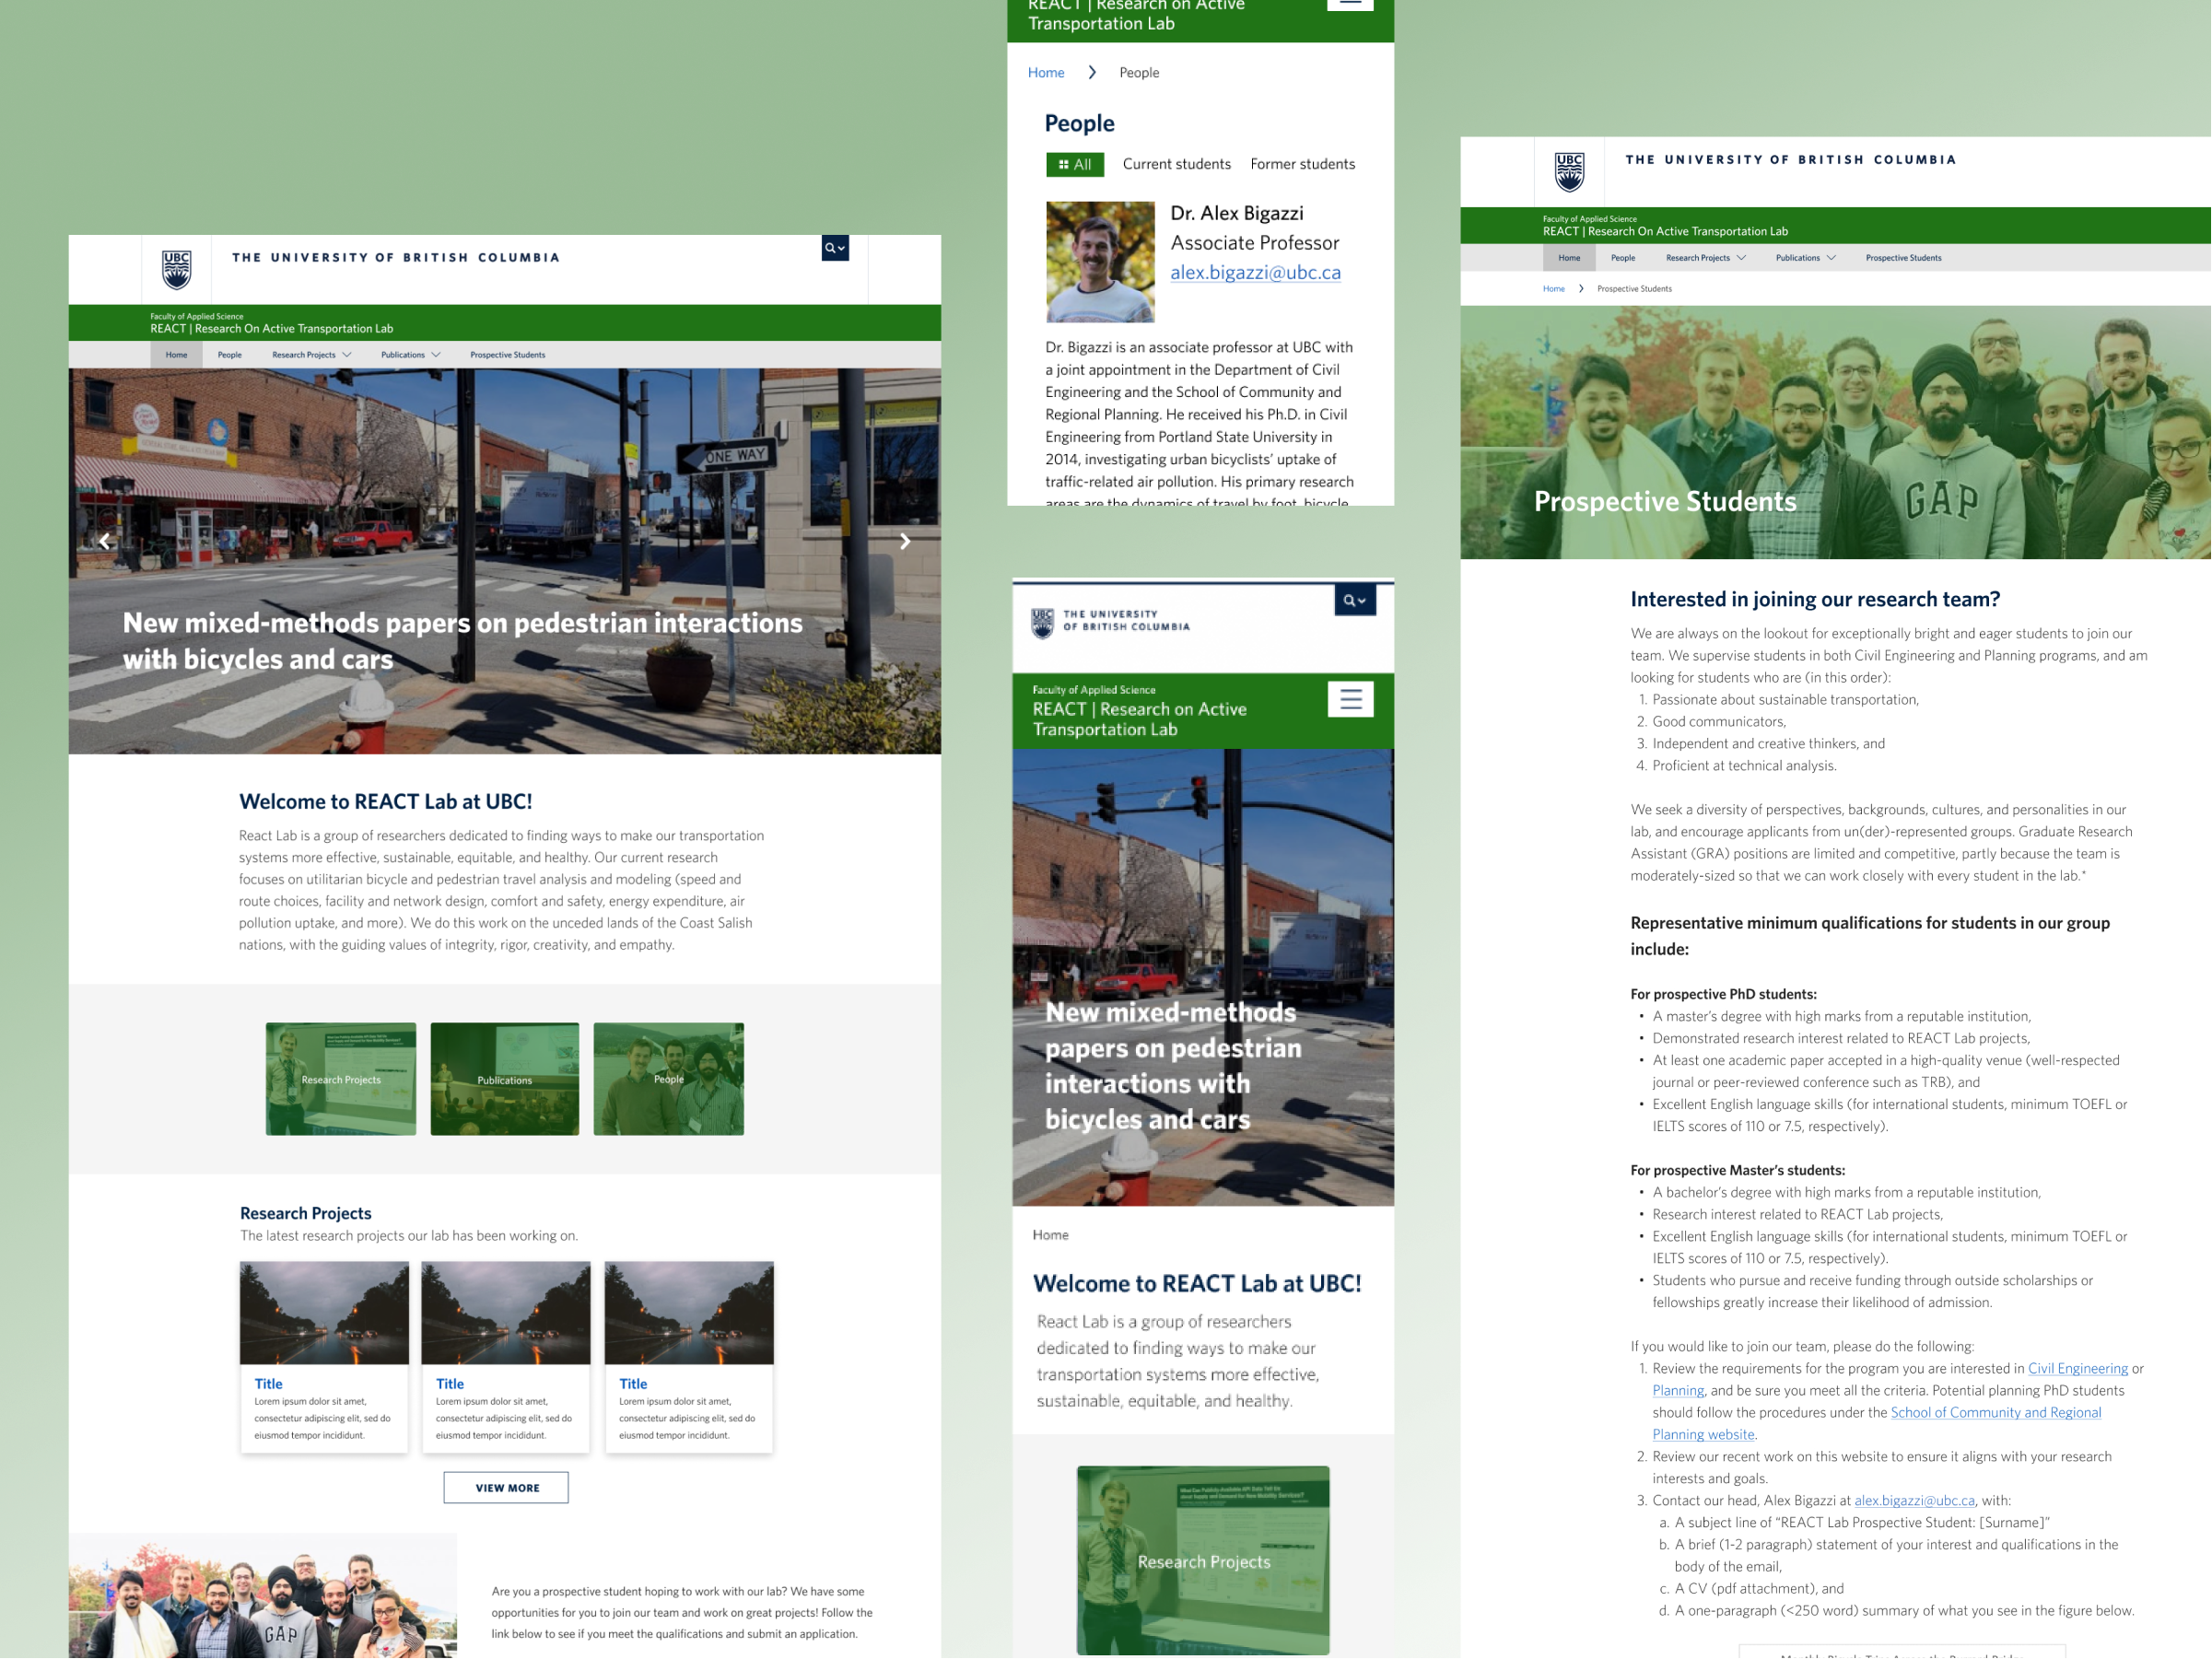 UBC
THE UNIVERSITY OF BRITISH COLUMBIA
Faculty of Applied Science
REACT | Research On Active Transportation Lab
Home
People
Research Projects
Publications
Prospective Students
ONE WAY
New mixed-methods papers on pedestrian interactions
with bicycles and cars
Welcome to REACT Lab at UBC!
React Lab is a group of researchers dedicated to finding ways to make our transportation
systems more effective, sustainable, equitable, and healthy. Our current research
focuses on utilitarian bicycle and pedestrian travel analysis and modeling (speed and
route choices, facility and network design, comfort and safety, energy expenditure, air
pollution uptake, and more). We do this work on the unceded lands of the Coast Salish
nations, with the guiding values of integrity, rigor, creativity, and empathy.
Research Projects
Publications
People
Research Projects
The latest research projects our lab has been working on.
Title
Lorem ipsum dolor sit amet,
consectetur adipiscing elit, sed do
eiusmod tempor incididunt.
Title
Lorem ipsum dolor sit amet,
consectetur adipiscing elit, sed do
eiusmod tempor incididunt.
Title
Lorem ipsum dolor sit amet,
consectetur adipiscing elit, sed do
eiusmod tempor incididunt.
VIEW MORE
GAP
Are you a prospective student hoping to work with our lab? We have some
opportunities for you to join our team and work on great projects! Follow the
link below to see if you meet the qualifications and submit an application.
REACT | Research on Active
Transportation Lab
Home
People
People
All
Current students
Former students
Dr. Alex Bigazzi
Associate Professor
alex.bigazzi@ubc.ca
Dr. Bigazzi is an associate professor at UBC with
a joint appointment in the Department of Civil
Engineering and the School of Community and
Regional Planning. He received his Ph.D. in Civil
Engineering from Portland State University in
2014, investigating urban bicyclists' uptake of
traffic-related air pollution. His primary research
areas are the dynamics of travel by foot, bicycle
UBC
THE UNIVERSITY
OF BRITISH COLUMBIA
Faculty of Applied Science
REACT | Research on Active
Transportation Lab
New mixed-methods
papers on pedestrian
interactions with
bicycles and cars
Home
Welcome to REACT Lab at UBC!
React Lab is a group of researchers
dedicated to finding ways to make our
transportation systems more effective,
sustainable, equitable, and healthy.
Research Projects
UBC
THE UNIVERSITY OF BRITISH COLUMBIA
Faculty of Applied Science
REACT | Research On Active Transportation Lab
Home
People
Research Projects
Publications
Prospective Students
Home
Prospective Students
GAP
Prospective Students
Interested in joining our research team?
We are always on the lookout for exceptionally bright and eager students to join our
team. We supervise students in both Civil Engineering and Planning programs, and am
looking for students who are (in this order):
1. Passionate about sustainable transportation,
2. Good communicators,
3. Independent and creative thinkers, and
4. Proficient at technical analysis.
We seek a diversity of perspectives, backgrounds, cultures, and personalities in our
lab, and encourage applicants from un(der)-represented groups. Graduate Research
Assistant (GRA) positions are limited and competitive, partly because the team is
moderately-sized so that we can work closely with every student in the lab.*
Representative minimum qualifications for students in our group
include:
For prospective PhD students:
• A master's degree with high marks from a reputable institution,
• Demonstrated research interest related to REACT Lab projects,
• At least one academic paper accepted in a high-quality venue (well-respected
journal or peer-reviewed conference such as TRB), and
• Excellent English language skills (for international students, minimum TOEFL or
IELTS scores of 110 or 7.5, respectively).
For prospective Master's students:
• A bachelor's degree with high marks from a reputable institution,
• Research interest related to REACT Lab projects,
• Excellent English language skills (for international students, minimum TOEFL or
IELTS scores of 110 or 7.5, respectively).
• Students who pursue and receive funding through outside scholarships or
fellowships greatly increase their likelihood of admission.
If you would like to join our team, please do the following:
1. Review the requirements for the program you are interested in Civil Engineering or
Planning, and be sure you meet all the criteria. Potential planning PhD students
should follow the procedures under the School of Community and Regional
Planning website.
2. Review our recent work on this website to ensure it aligns with your research
interests and goals.
3. Contact our head, Alex Bigazzi at alex.bigazzi@ubc.ca, with:
a. A subject line of "REACT Lab Prospective Student: [Surname]"
b. A brief (1-2 paragraph) statement of your interest and qualifications in the
body of the email,
c. A CV (pdf attachment), and
d. A one-paragraph (<250 word) summary of what you see in the figure below.